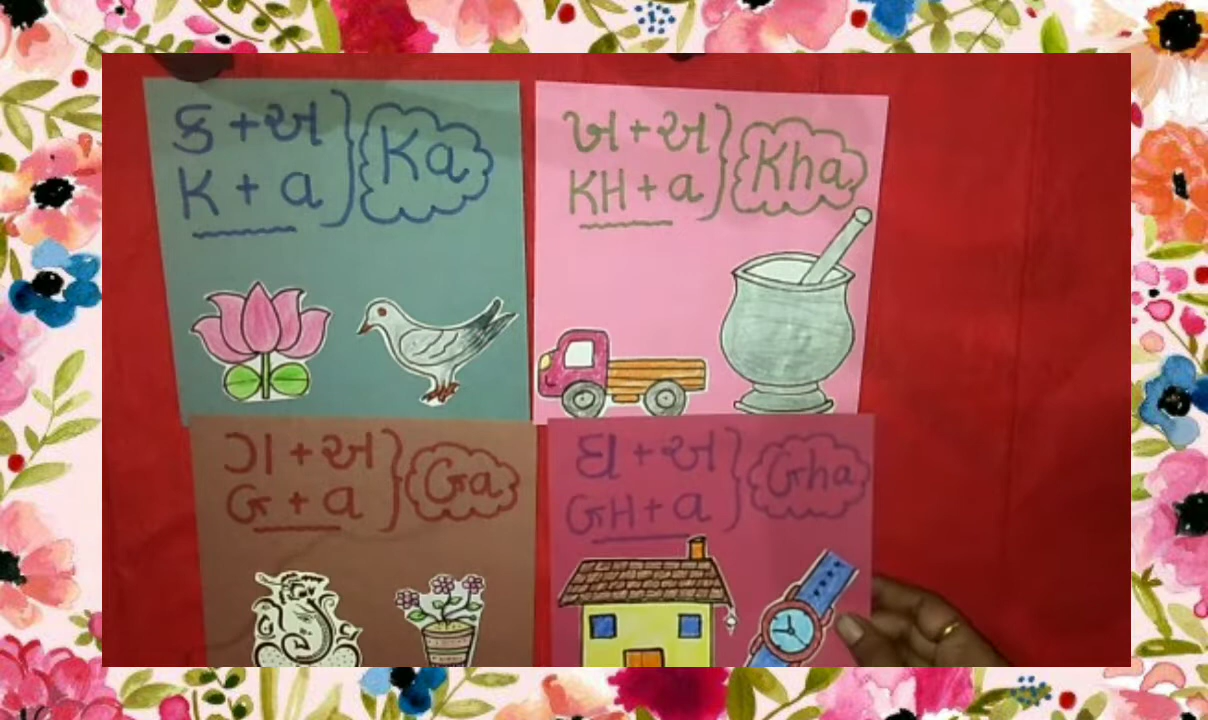 ક + અ } Ka
K + a
ખ + અ } Kha
KH + a
ગ + અ } Ga
G + a
ઘ + અ } Gha
GH + a